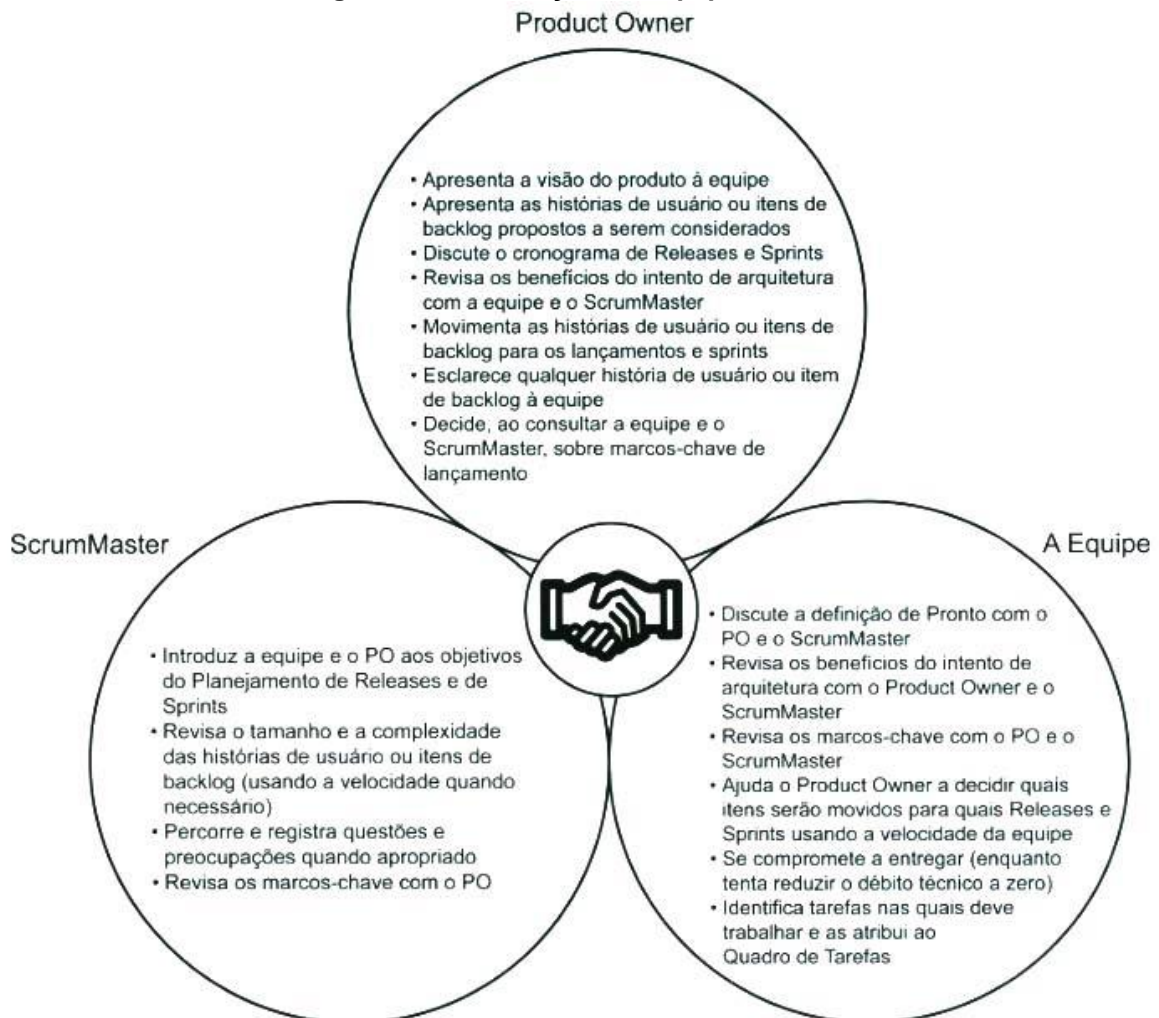 Product Owner
• Apresenta a visão do produto à equipe
• Apresenta as histórias de usuário ou itens de
backlog propostos a serem considerados
• Discute o cronograma de Releases e Sprints
• Revisa os benefícios do intento de arquitetura
com a equipe e o ScrumMaster
• Movimenta as histórias de usuário ou itens de
backlog para os lançamentos e sprints
• Esclarece qualquer história de usuário ou item
de backlog à equipe
• Decide, ao consultar a equipe e o
ScrumMaster, sobre marcos-chave de
lançamento
ScrumMaster
• Introduz a equipe e o PO aos objetivos
do Planejamento de Releases e de
Sprints
• Revisa o tamanho e a complexidade
das histórias de usuário ou itens de
backlog (usando a velocidade quando
necessário)
• Percorre e registra questões e
preocupações quando apropriado
• Revisa os marcos-chave com o PO
A Equipe
• Discute a definição de Pronto com o
PO e o ScrumMaster
• Revisa os benefícios do intento de
arquitetura com o Product Owner e o
ScrumMaster
• Revisa os marcos-chave com o PO e o
ScrumMaster
• Ajuda o Product Owner a decidir quais
itens serão movidos para quais Releases e
Sprints usando a velocidade da equipe
• Se compromete a entregar (enquanto
tenta reduzir o débito técnico a zero)
• Identifica tarefas nas quais deve
trabalhar e as atribui ao
Quadro de Tarefas